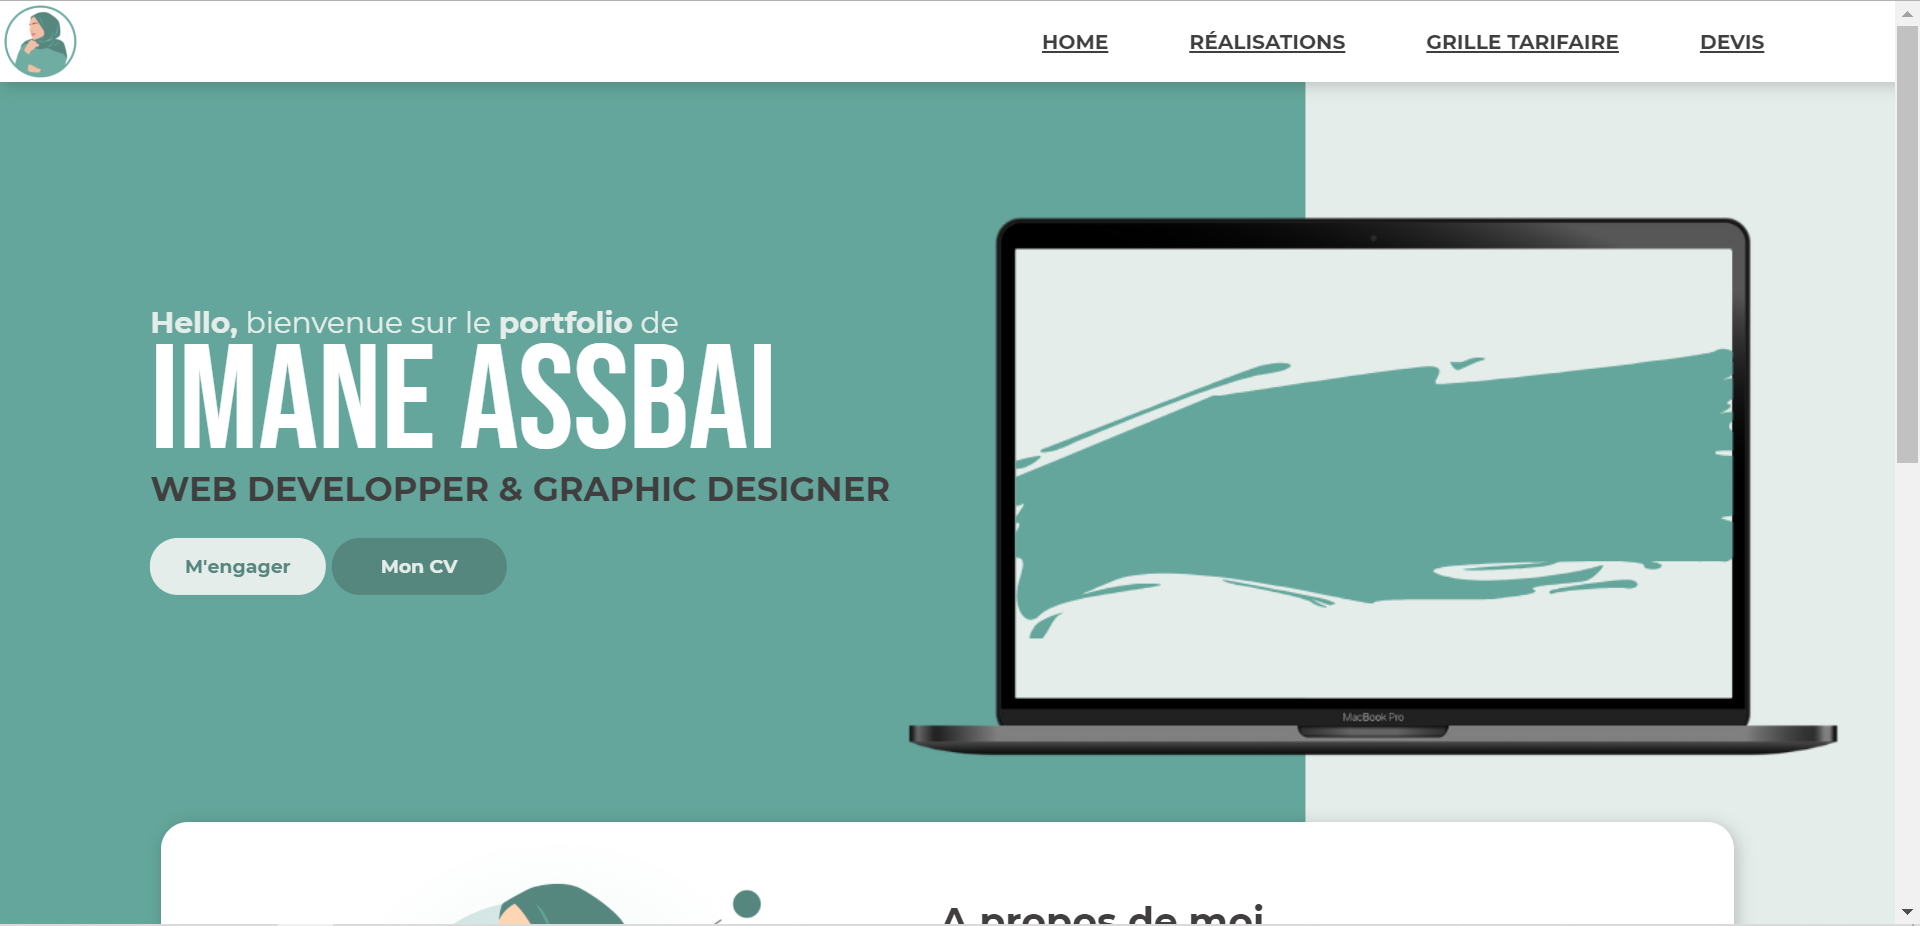 HOME RÉALISATIONS GRILLE TARIFAIRE DEVIS
Hello, bienvenue sur le portfolio de
IMANE ASSBAI
WEB DEVELOPPER & GRAPHIC DESIGNER
M'engager Mon CV
MacBook Pro
A propos de moi